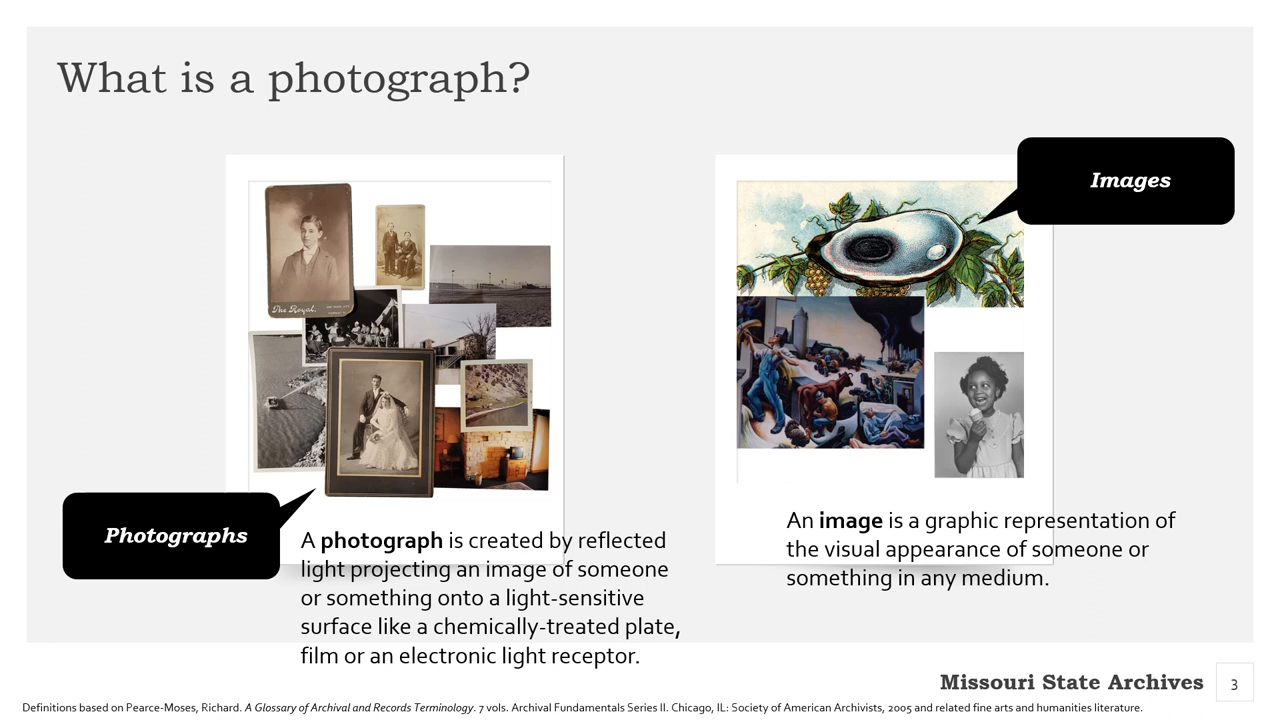 What is a photograph?
Images
The Royal.
Photographs
A photograph is created by reflected
light projecting an image of someone
or something onto a light-sensitive
surface like a chemically-treated plate,
film or an electronic light receptor.
An image is a graphic representation of
the visual appearance of someone or
something in any medium.
Missouri State Archives
3
Definitions based on Pearce-Moses, Richard. A Glossary of Archival and Records Terminology. 7 vols. Archival Fundamentals Series II. Chicago, IL: Society of American Archivists, 2005 and related fine arts and humanities literature.